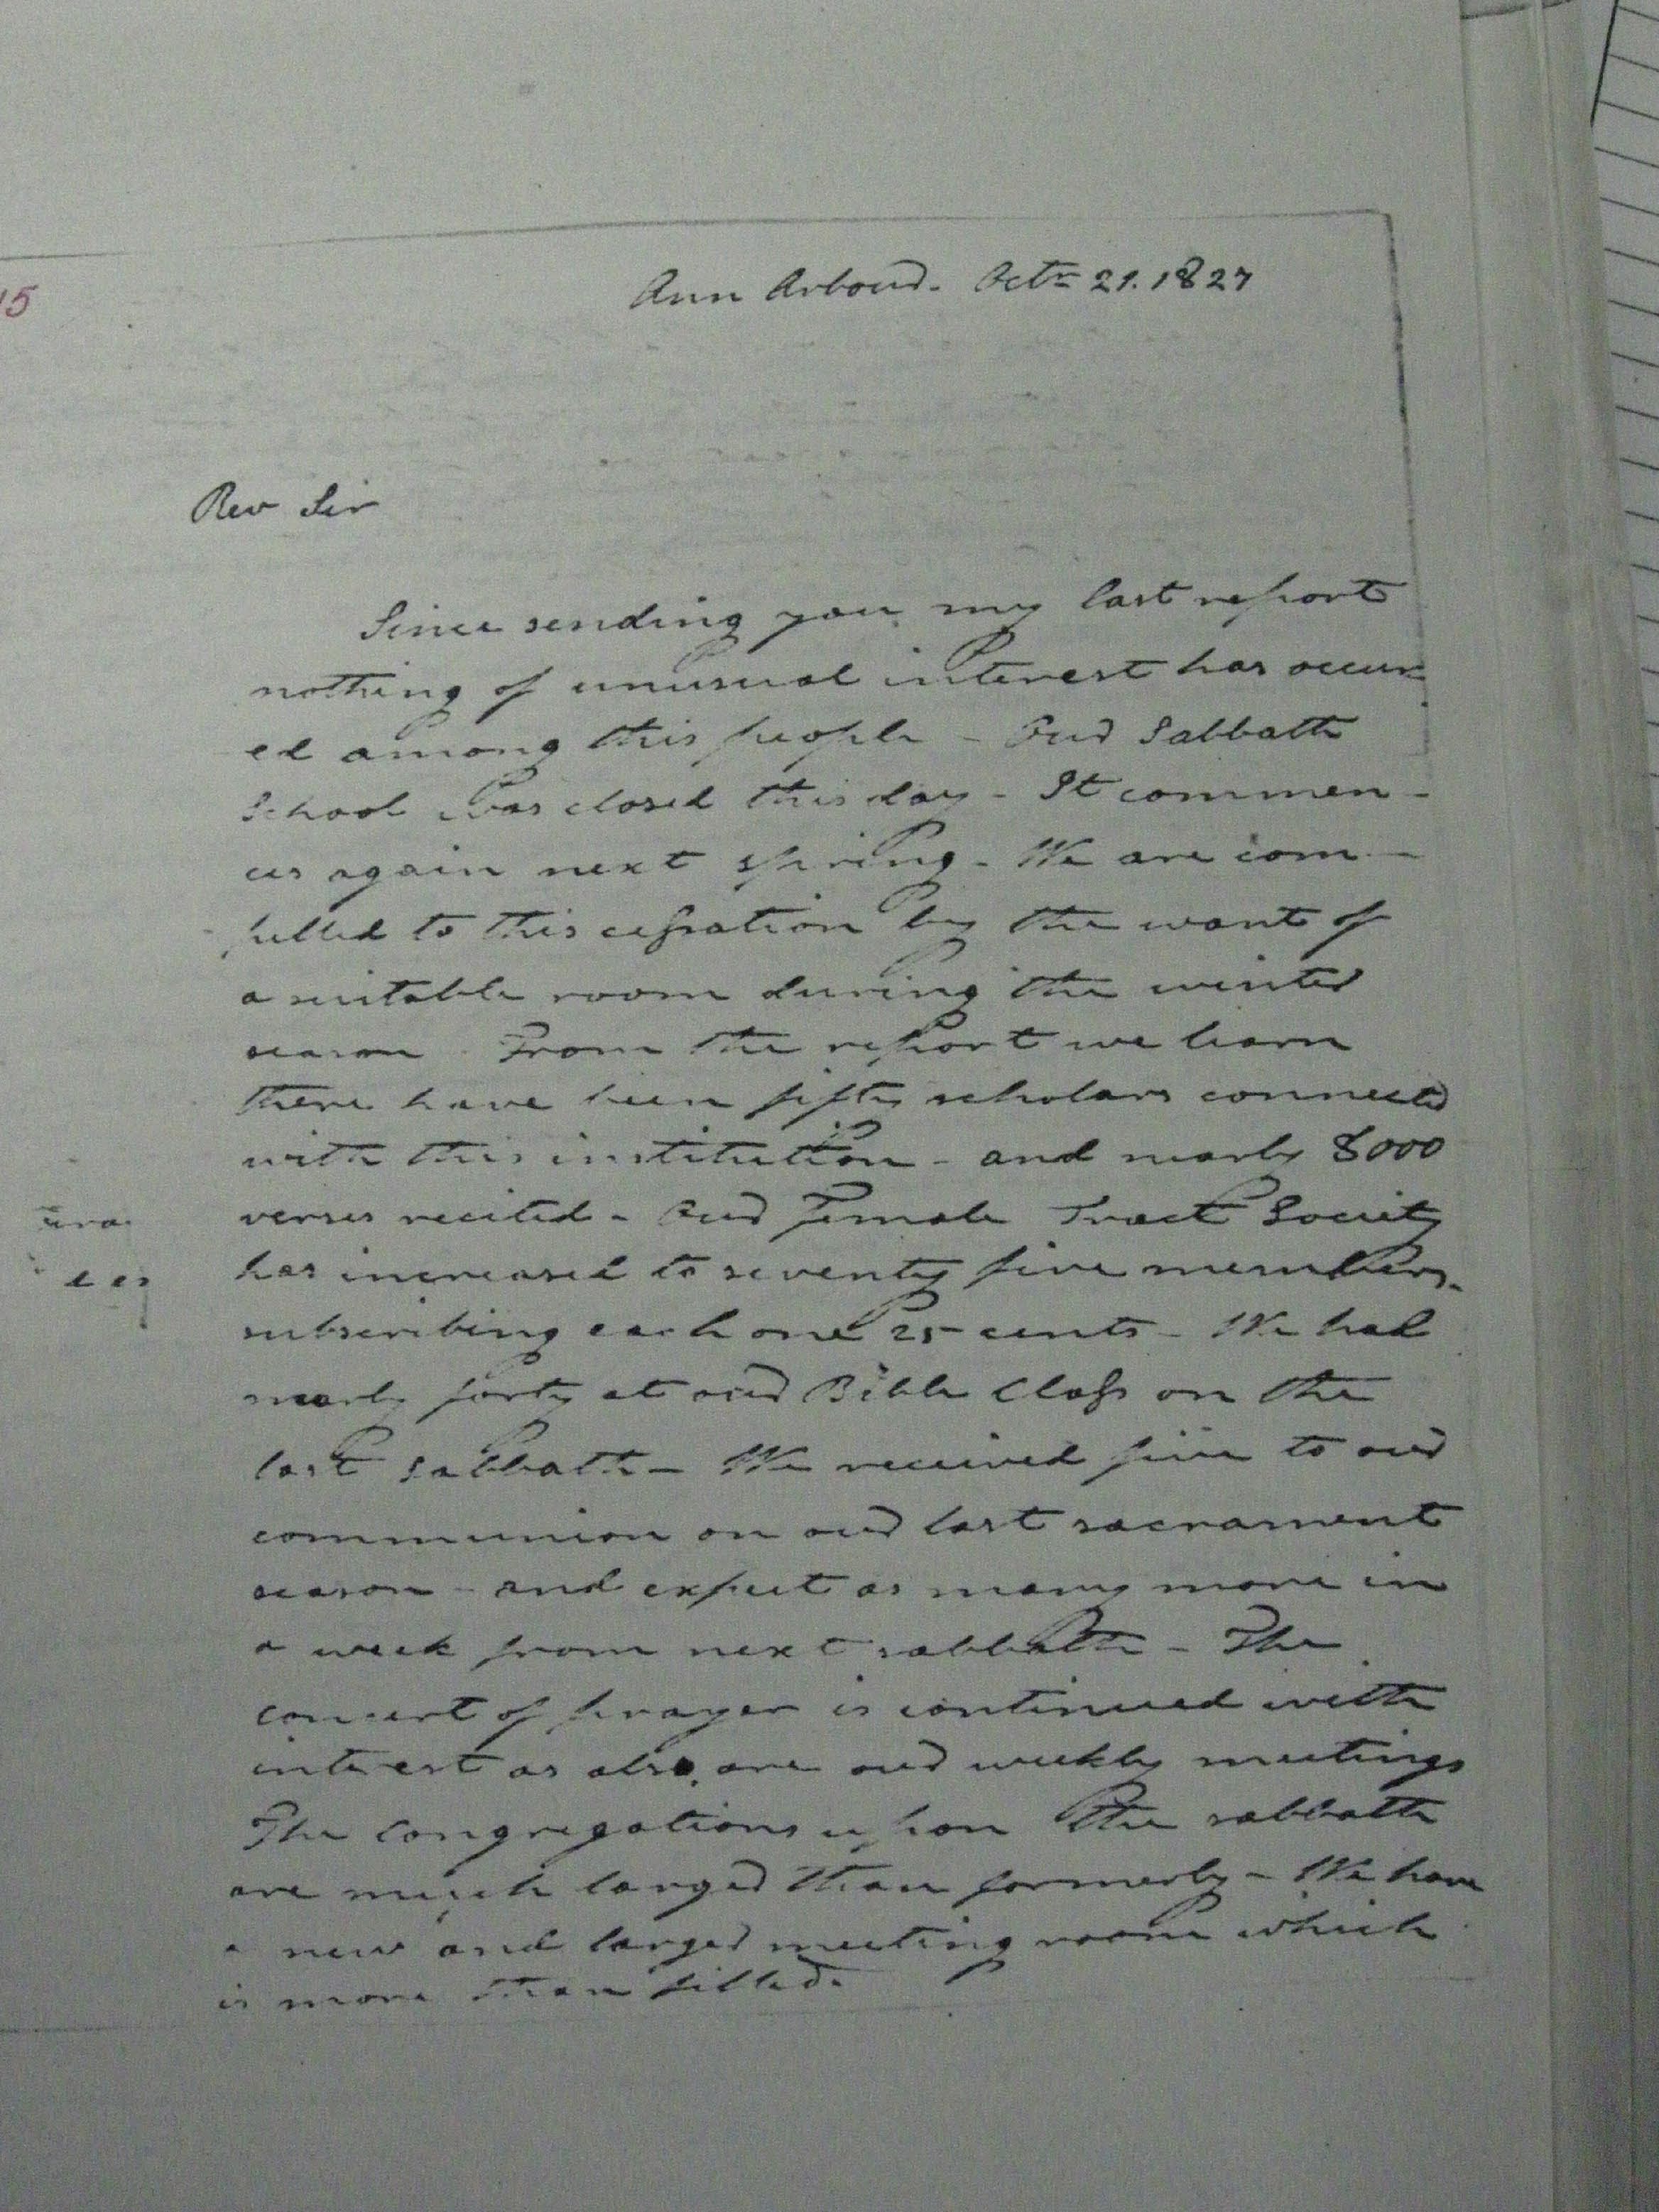 15
Ann Arbour. Octr 21. 1827
Rev Sir
Since sending you my last report
nothing of unusual interest has occurr
ed among this people - Our Sabbath
School was closed this day - It commen-
ces again next spring - We are com-
pelled to this cessation by the want of
a suitable room during the winter
season. From the report we learn
there have been fifty scholars connected
with this institution - and nearly 8000
verses recited - Our Female Tract Society
has increased to seventy five members.
subscribing each one 25 cents - We had
nearly forty at our Bible Class on the
last Sabbath - We received five to our
communion on our last sacrament
season - and expect as many more in
a week from next sabbath - The
concert of prayer is continued with
interest as also are our weekly meetings
The congregations upon the sabbath
are much larger than formerly - We have
a new and larger meeting room which
is more than filled.